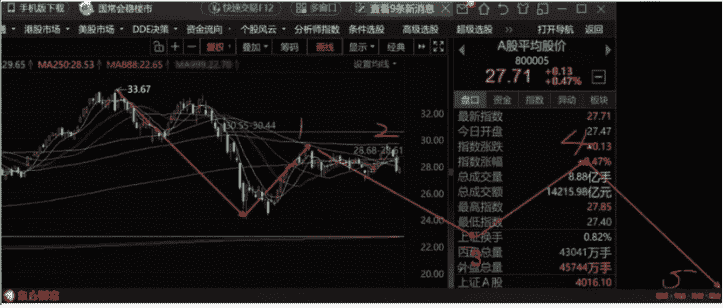 手机版下载 国常会稳楼市 快速交易F12 查看9条新消息
港股市场 美股市场 DDE决策 资金流向 个股风云 分析师指数 条件选股 高级选股 超级选股 >> 打开导航 返回
复权 叠加 筹码 画线 显示 经典
29.65 ↑ MA250:28.53 ↑ MA888:22.65 ↑ MA999:22.70 ↑ 设置均线
33.67
30.55-30.44
28.68-28.61
32.00
30.00
28.00
26.00
24.00
22.00
20.00
1
2
3
4
5
A股平均股价
800005
27.71 +0.13
+0.47%
盘口 资金 指数 异动 板块
最新指数 27.71
今日开盘 27.47
指数涨跌 +0.13
指数涨幅 0.47%
总成交量 8.88亿手
总成交额 14215.98亿元
最高指数 27.85
最低指数 27.40
上证换手 0.82%
内盘总量 43041万手
外盘总量 45744万手
上证A股 4016.10